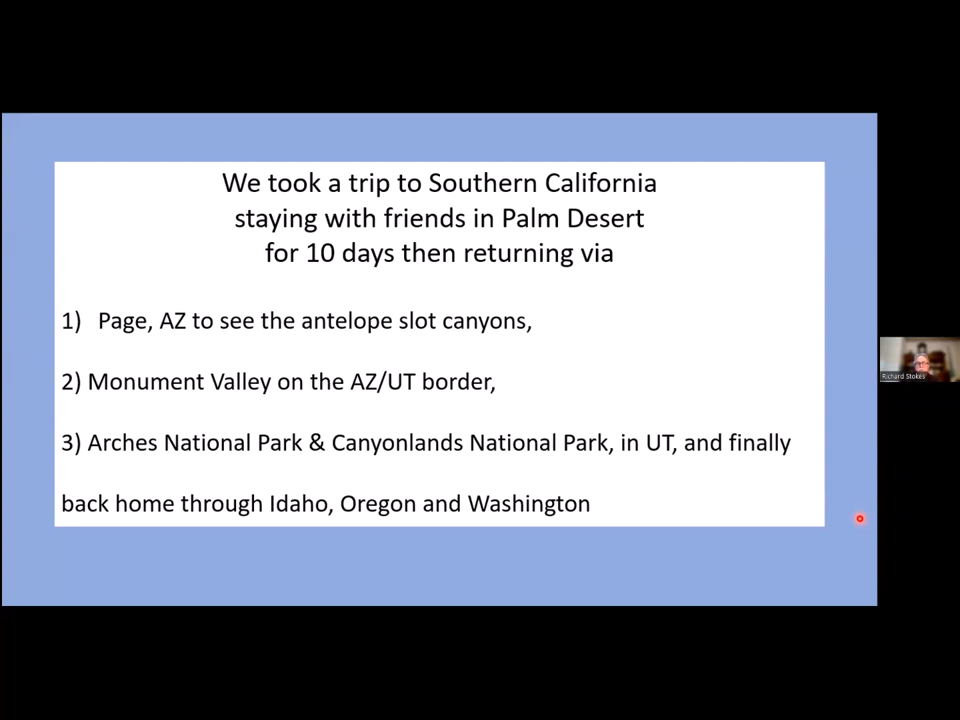 We took a trip to Southern California
staying with friends in Palm Desert
for 10 days then returning via
1) Page, AZ to see the antelope slot canyons,
2) Monument Valley on the AZ/UT border,
3) Arches National Park & Canyonlands National Park, in UT, and finally
back home through Idaho, Oregon and Washington
Richard Stokes